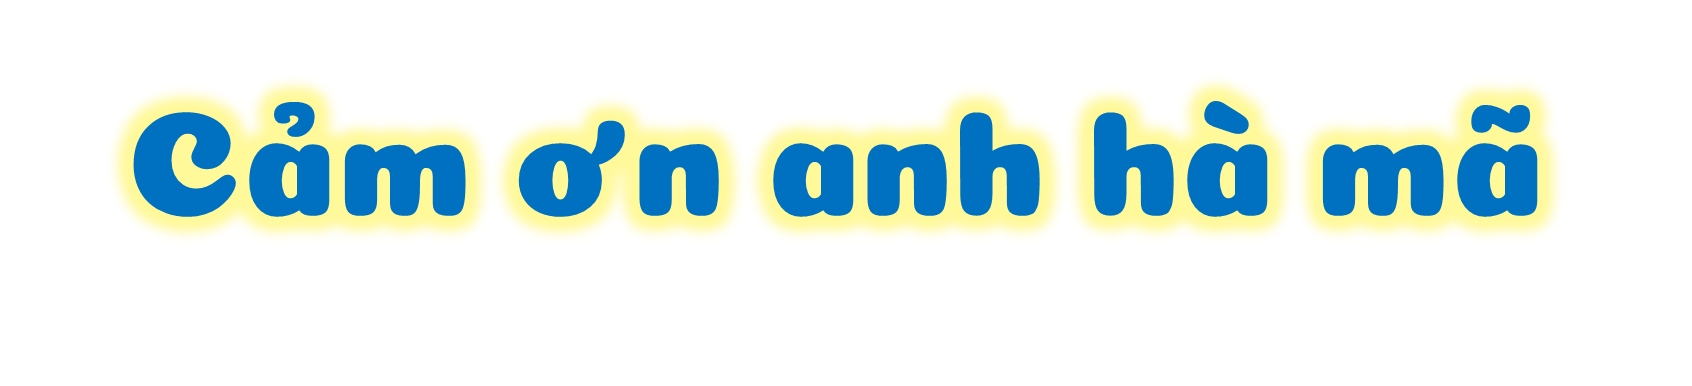 Cảm ơn anh hà mã